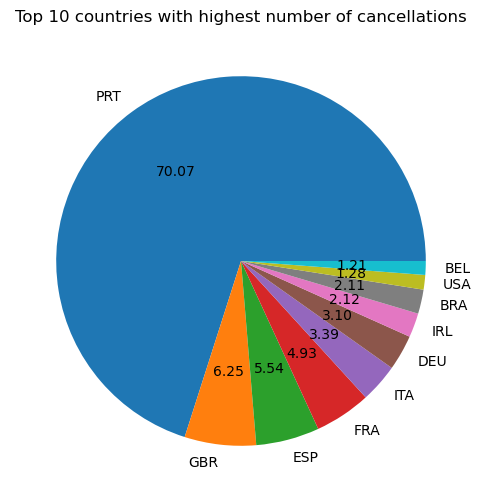 Top 10 countries with highest number of cancellations
PRT
70.07
GBR
6.25
ESP
5.54
FRA
4.93
ITA
3.39
DEU
3.10
IRL
2.12
BRA
2.11
USA
1.28
BEL
1.21